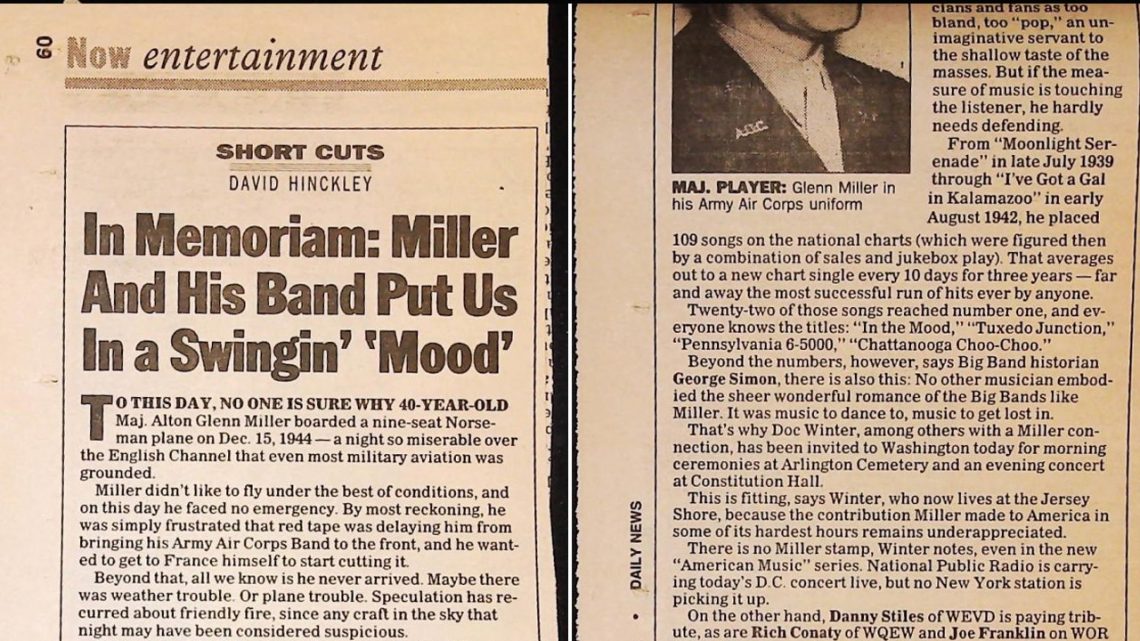 60
Now entertainment
SHORT CUTS
DAVID HINCKLEY
In Memoriam: Miller
And His Band Put Us
In a Swingin' 'Mood'
TO THIS DAY, NO ONE IS SURE WHY 40-YEAR-OLD
Maj. Alton Glenn Miller boarded a nine-seat Norse-
man plane on Dec. 15, 1944 — a night so miserable over
the English Channel that even most military aviation was
grounded.
Miller didn't like to fly under the best of conditions, and
on this day he faced no emergency. By most reckoning, he
was simply frustrated that red tape was delaying him from
bringing his Army Air Corps Band to the front, and he want-
ed to get to France himself to start cutting it.
Beyond that, all we know is he never arrived. Maybe there
was weather trouble. Or plane trouble. Speculation has re-
curred about friendly fire, since any craft in the sky that
night may have been considered suspicious.
cians and fans as too
bland, too "pop," an un-
imaginative servant to
the shallow taste of the
masses. But if the mea-
sure of music is touching
the listener, he hardly
needs defending.
From "Moonlight Ser-
enade" in late July 1939
through "I've Got a Gal
in Kalamazoo" in early
August 1942, he placed
MAJ. PLAYER: Glenn Miller in
his Army Air Corps uniform
109 songs on the national charts (which were figured then
by a combination of sales and jukebox play). That averages
out to a new chart single every 10 days for three years — far
and away the most successful run of hits ever by anyone.
Twenty-two of those songs reached number one, and ev-
eryone knows the titles: "In the Mood," "Tuxedo Junction,"
"Pennsylvania 6-5000," "Chattanooga Choo-Choo."
Beyond the numbers, however, says Big Band historian
George Simon, there is also this: No other musician embod-
ied the sheer wonderful romance of the Big Bands like
Miller. It was music to dance to, music to get lost in.
That's why Doc Winter, among others with a Miller con-
nection, has been invited to Washington today for morning
ceremonies at Arlington Cemetery and an evening concert
at Constitution Hall.
This is fitting, says Winter, who now lives at the Jersey
Shore, because the contribution Miller made to America in
some of its hardest hours remains underappreciated.
There is no Miller stamp, Winter notes, even in the new
"American Music" series. National Public Radio is carry-
ing today's D.C. concert live, but no New York station is
picking it up.
On the other hand, Danny Stiles of WEVD is paying trib-
ute, as are Rich Conaty of WQEW and Joe Franklin on WOR
DAILY NEWS